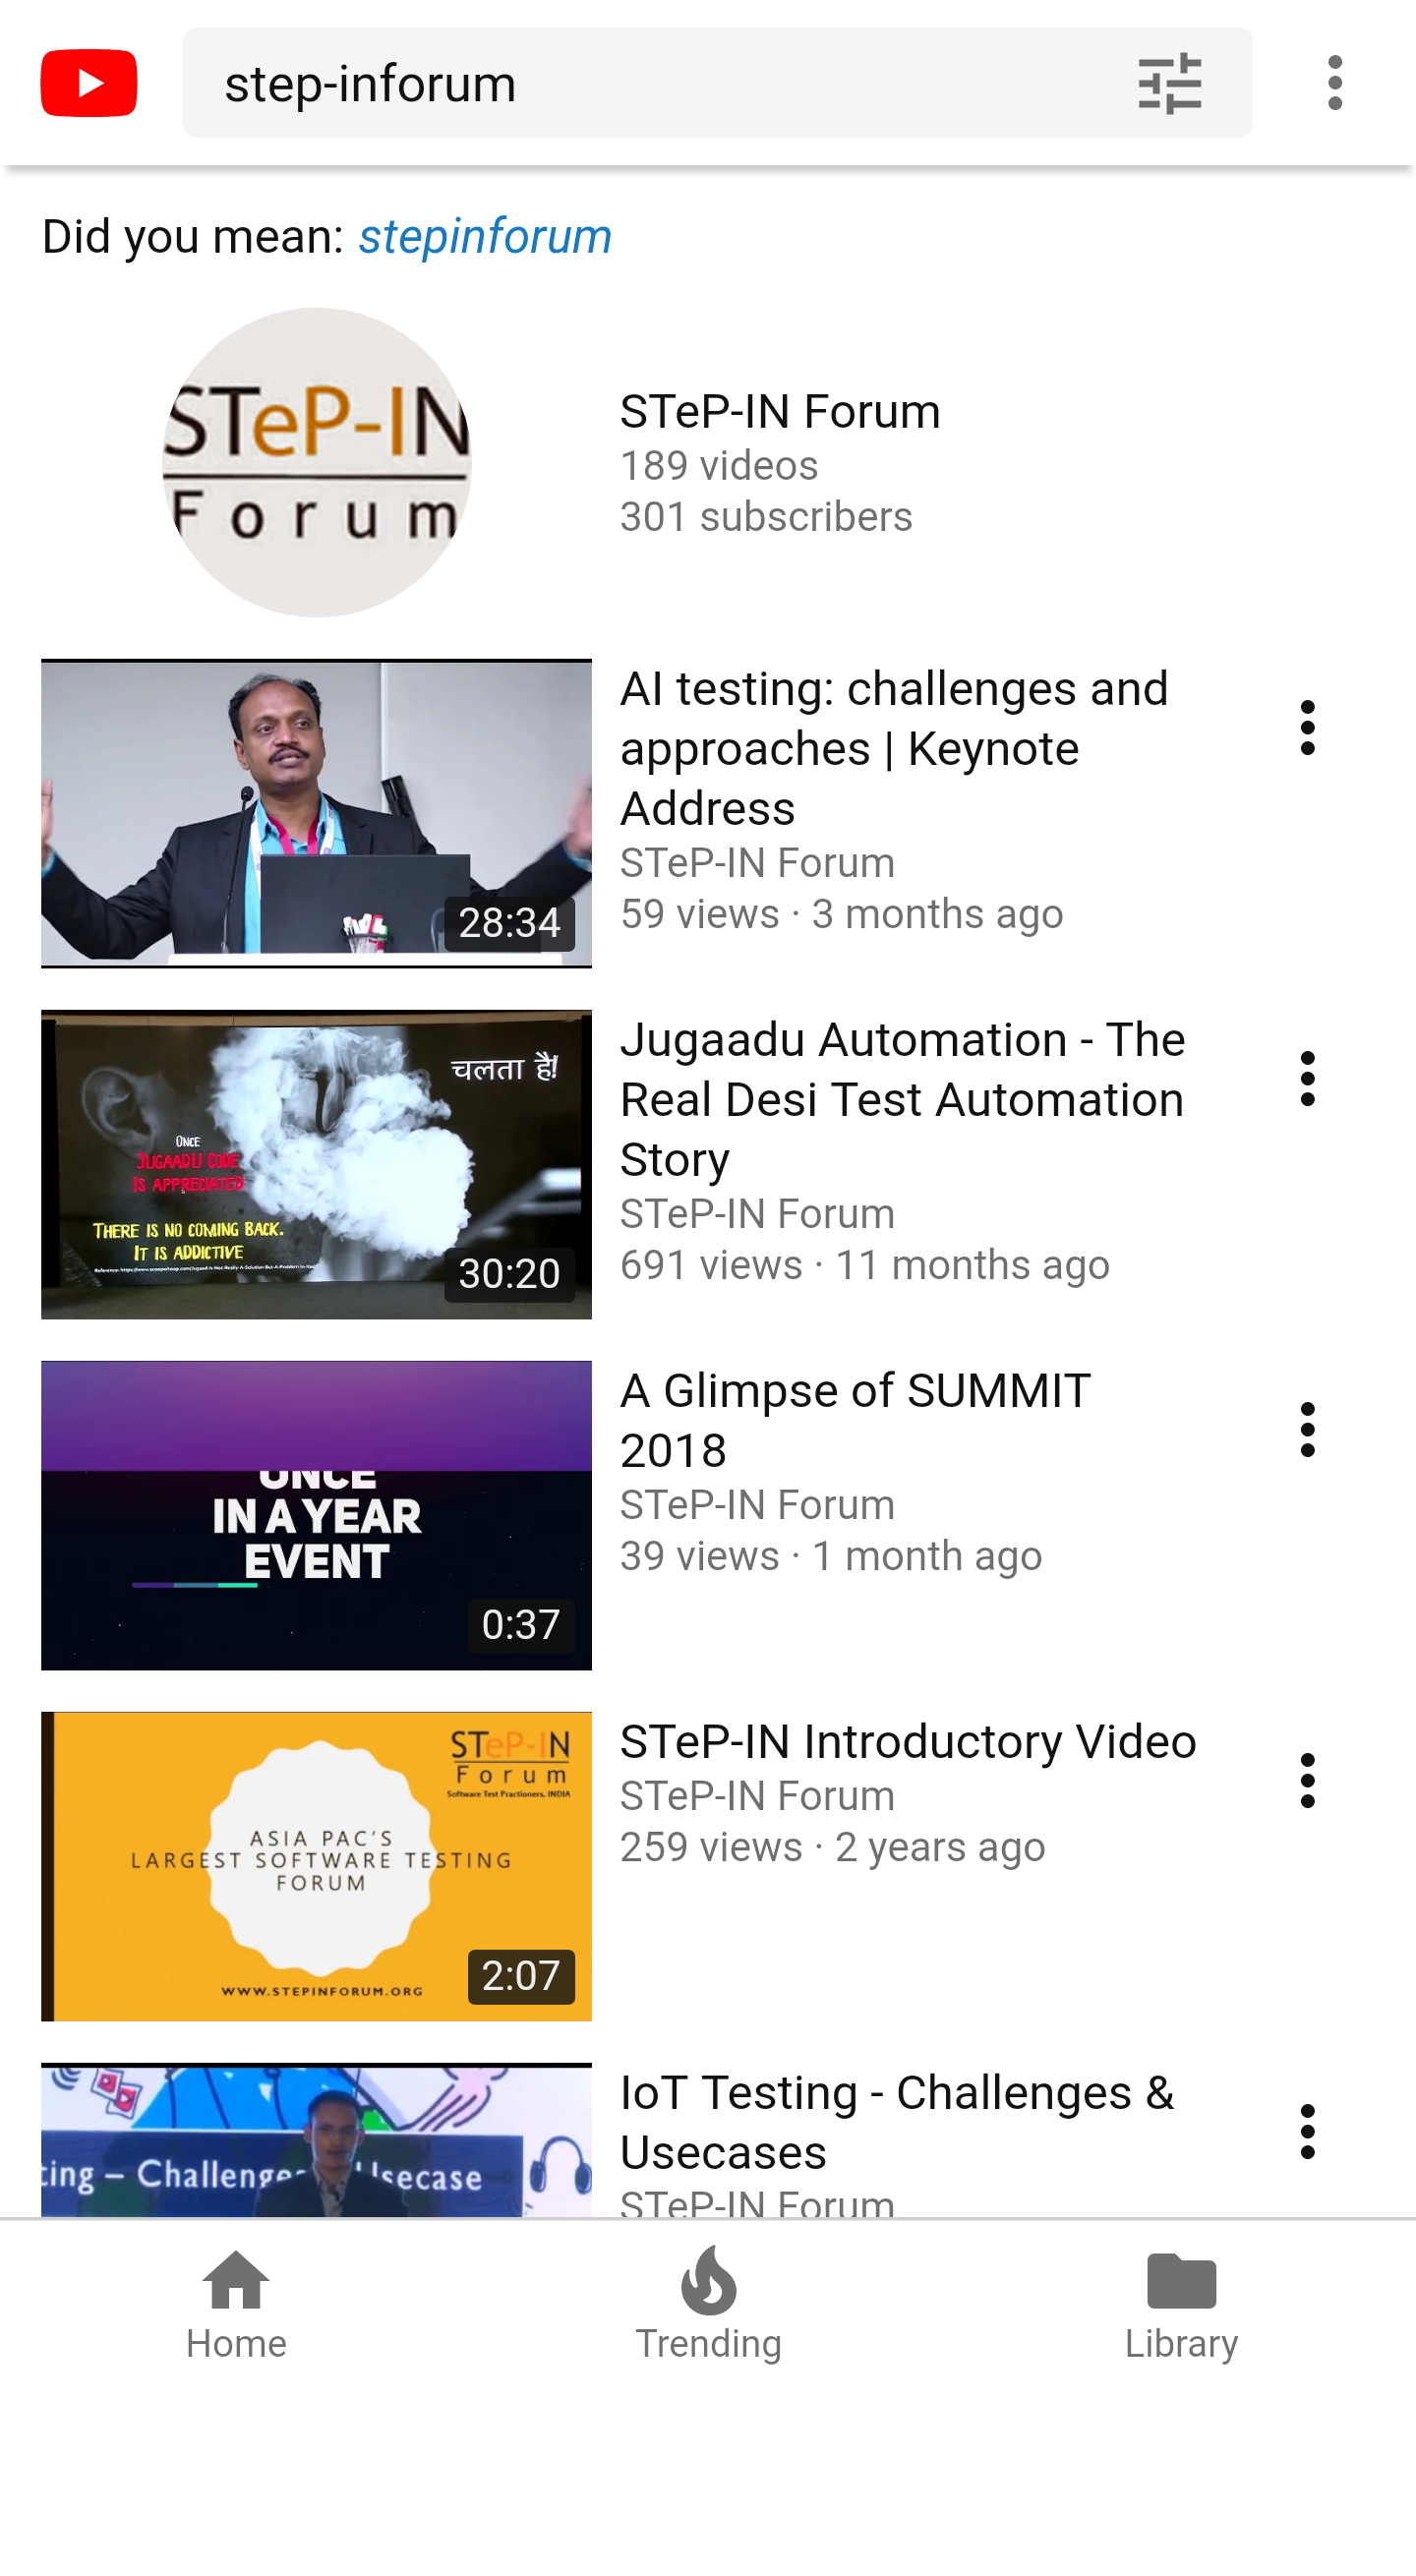 step-inforum
Did you mean: stepinforum
STeP-IN
Forum
STeP-IN Forum
189 videos
301 subscribers
28:34
AI testing: challenges and
approaches | Keynote
Address
STeP-IN Forum
59 views · 3 months ago
चलता है!
ONCE
JUGAADU CODE
IS APPRECIATED
THERE IS NO COMING BACK.
IT IS ADDICTIVE
30:20
Jugaadu Automation - The
Real Desi Test Automation
Story
STeP-IN Forum
691 views · 11 months ago
ONCE
IN A YEAR
EVENT
0:37
A Glimpse of SUMMIT
2018
STeP-IN Forum
39 views · 1 month ago
STeP-IN
Forum
Software Test Practioners, INDIA
ASIA PAC'S
LARGEST SOFTWARE TESTING
FORUM
WWW.STEPINFORUM.ORG
2:07
STeP-IN Introductory Video
STeP-IN Forum
259 views · 2 years ago
ting – Challenges Usecase
IoT Testing - Challenges &
Usecases
STeP-IN Forum
Home
Trending
Library